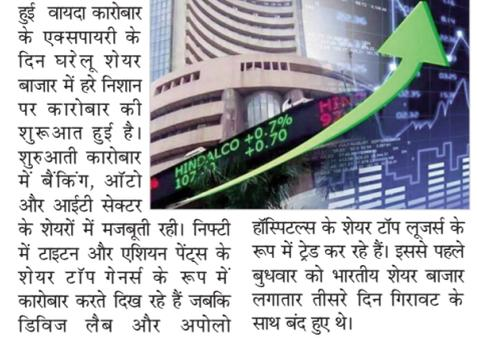 हुई वायदा कारोबार
के एक्सपायरी के
दिन घरेलू शेयर
बाजार में हरे निशान
पर कारोबार की
शुरूआत हुई है।
शुरुआती कारोबार
में बैंकिंग, ऑटो
और आईटी सेक्टर
के शेयरों में मजबूती रही। निफ्टी
में टाइटन और एशियन पेंट्स के
शेयर टॉप गेनर्स के रूप में
कारोबार करते दिख रहे हैं जबकि
डिविज लैब और अपोलो
हॉस्पिटल्स के शेयर टॉप लूजर्स के
रूप में ट्रेड कर रहे हैं। इससे पहले
बुधवार को भारतीय शेयर बाजार
लगातार तीसरे दिन गिरावट के
साथ बंद हुए थे।
HINDALCO +0.7%
+0.70